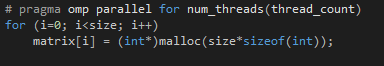 # pragma omp parallel for num_threads(thread_count)
for (i=0; i<size; i++)
    matrix[i] = (int*)malloc(size*sizeof(int));